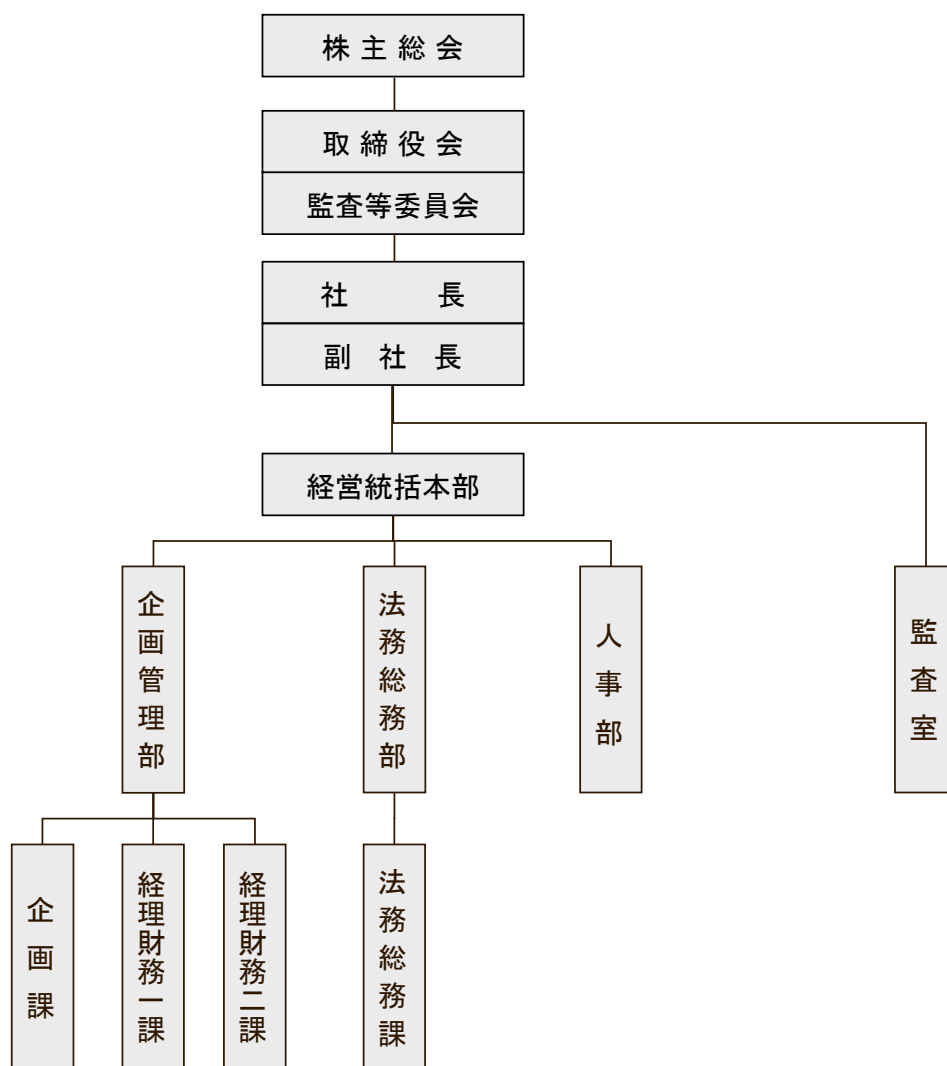 株主総会
取締役会
監査等委員会
社長
副社長
経営統括本部
企画管理部
法務総務部
人事部
監査室
企画課
経理財務一課
経理財務二課
法務総務課